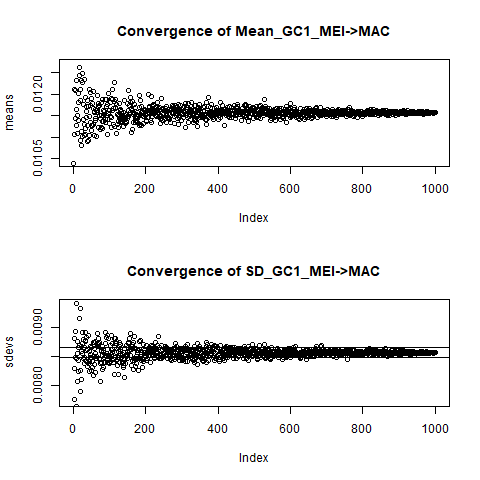 Convergence of Mean_GC1_MEI->MAC
means
0.0120
0.0105
0 200 400 600 800 1000
Index
Convergence of SD_GC1_MEI->MAC
sdevs
0.0090
0.0080
0 200 400 600 800 1000
Index